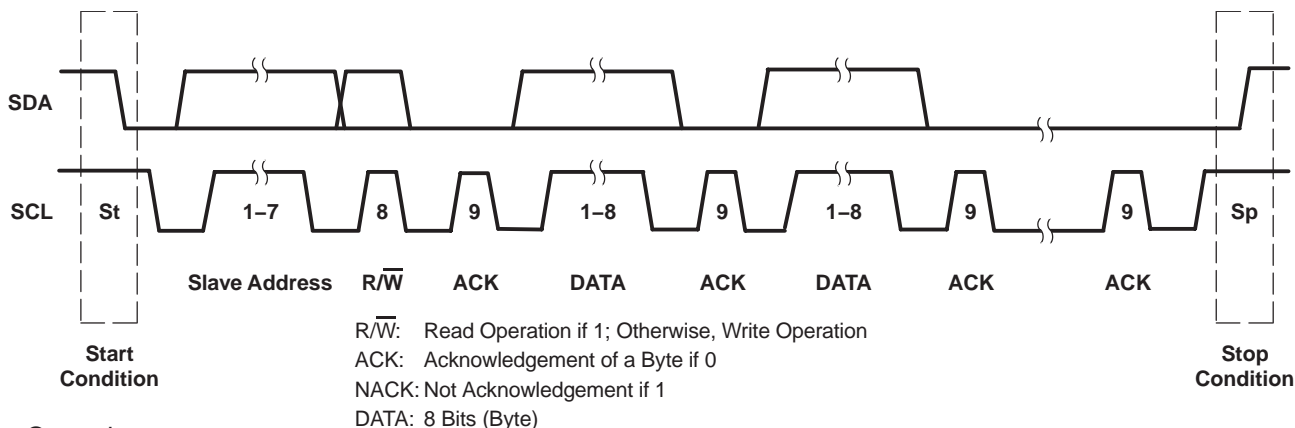 SDA
SCL St 1–7 8 9 1–8 9 1–8 9 9 Sp
Slave Address R/W̅ ACK DATA ACK DATA ACK ACK
Start
Condition
Stop
Condition
R/W̅: Read Operation if 1; Otherwise, Write Operation
ACK: Acknowledgement of a Byte if 0
NACK: Not Acknowledgement if 1
DATA: 8 Bits (Byte)